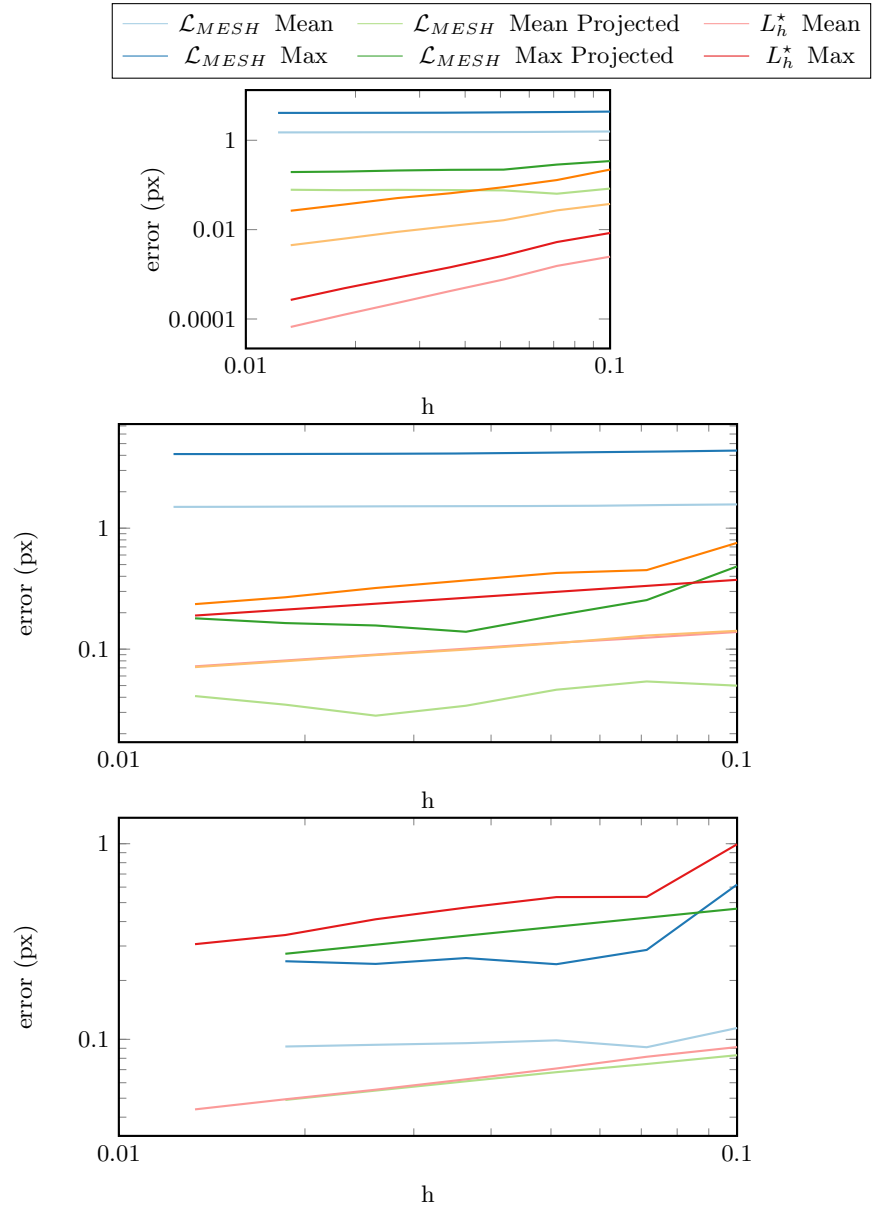 ℒ_MESH Mean ℒ_MESH Mean Projected L_h^⋆ Mean
ℒ_MESH Max ℒ_MESH Max Projected L_h^⋆ Max
1
0.01
0.0001
error (px)
0.01 0.1
h
1
0.1
error (px)
0.01 0.1
h
1
0.1
error (px)
0.01 0.1
h